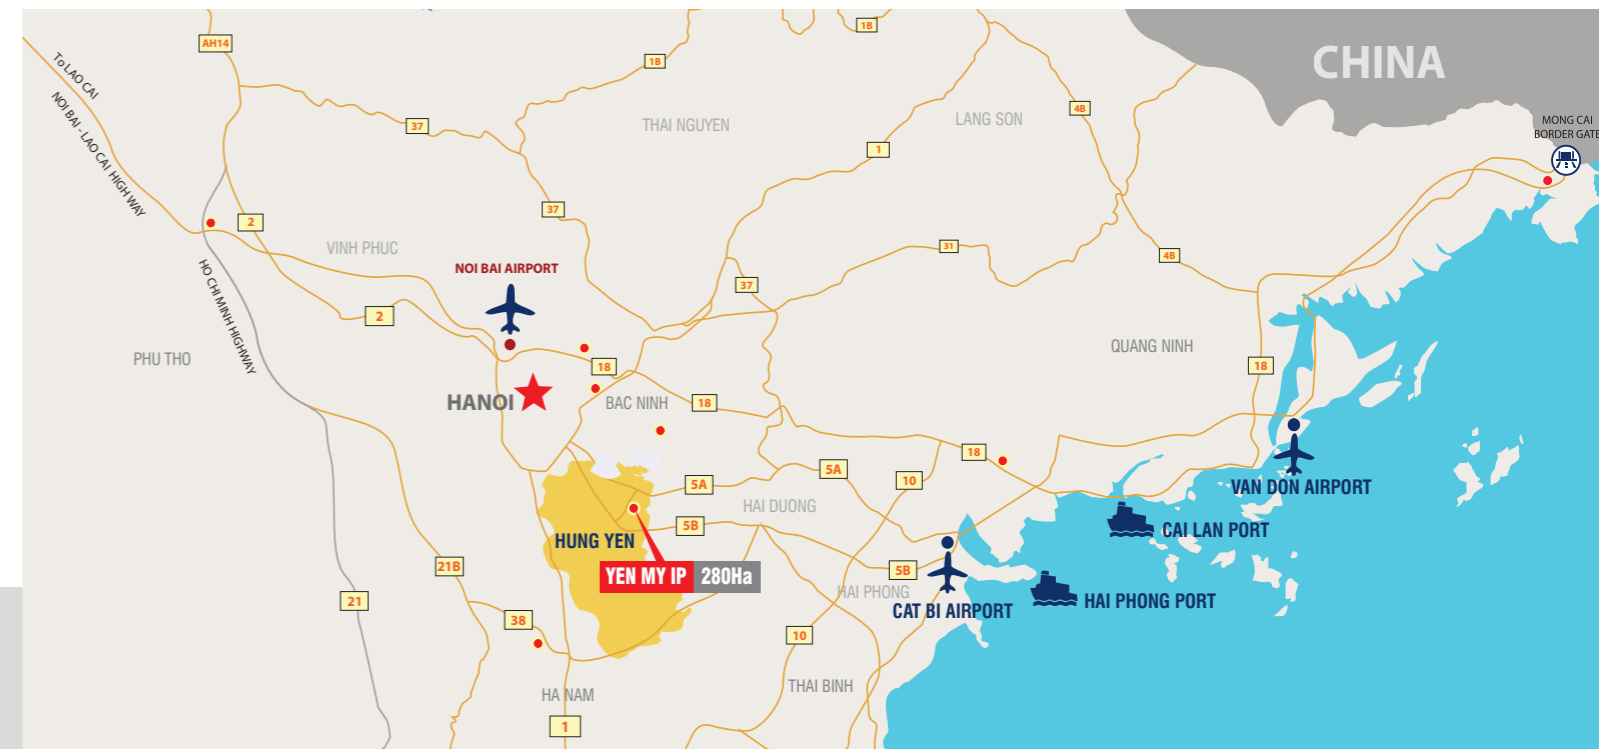 1B
AH14
CHINA
1B
To LAO CAI
NOI BAI - LAO CAI HIGH WAY
4B
LANG SON
MONG CAI
BORDER GATE
37
THAI NGUYEN
1
37
2
VINH PHUC
31
4B
HO CHI MINH HIGHWAY
NOI BAI AIRPORT
37
2
PHU THO
QUANG NINH
18
18
HANOI
BAC NINH
18
18
5A
5A
10
VAN DON AIRPORT
HAI DUONG
5B
CAI LAN PORT
HUNG YEN
21B
YEN MY IP 280Ha
5B
HAI PHONG
21
HAI PHONG PORT
CAT BI AIRPORT
38
10
THAI BINH
HA NAM
1